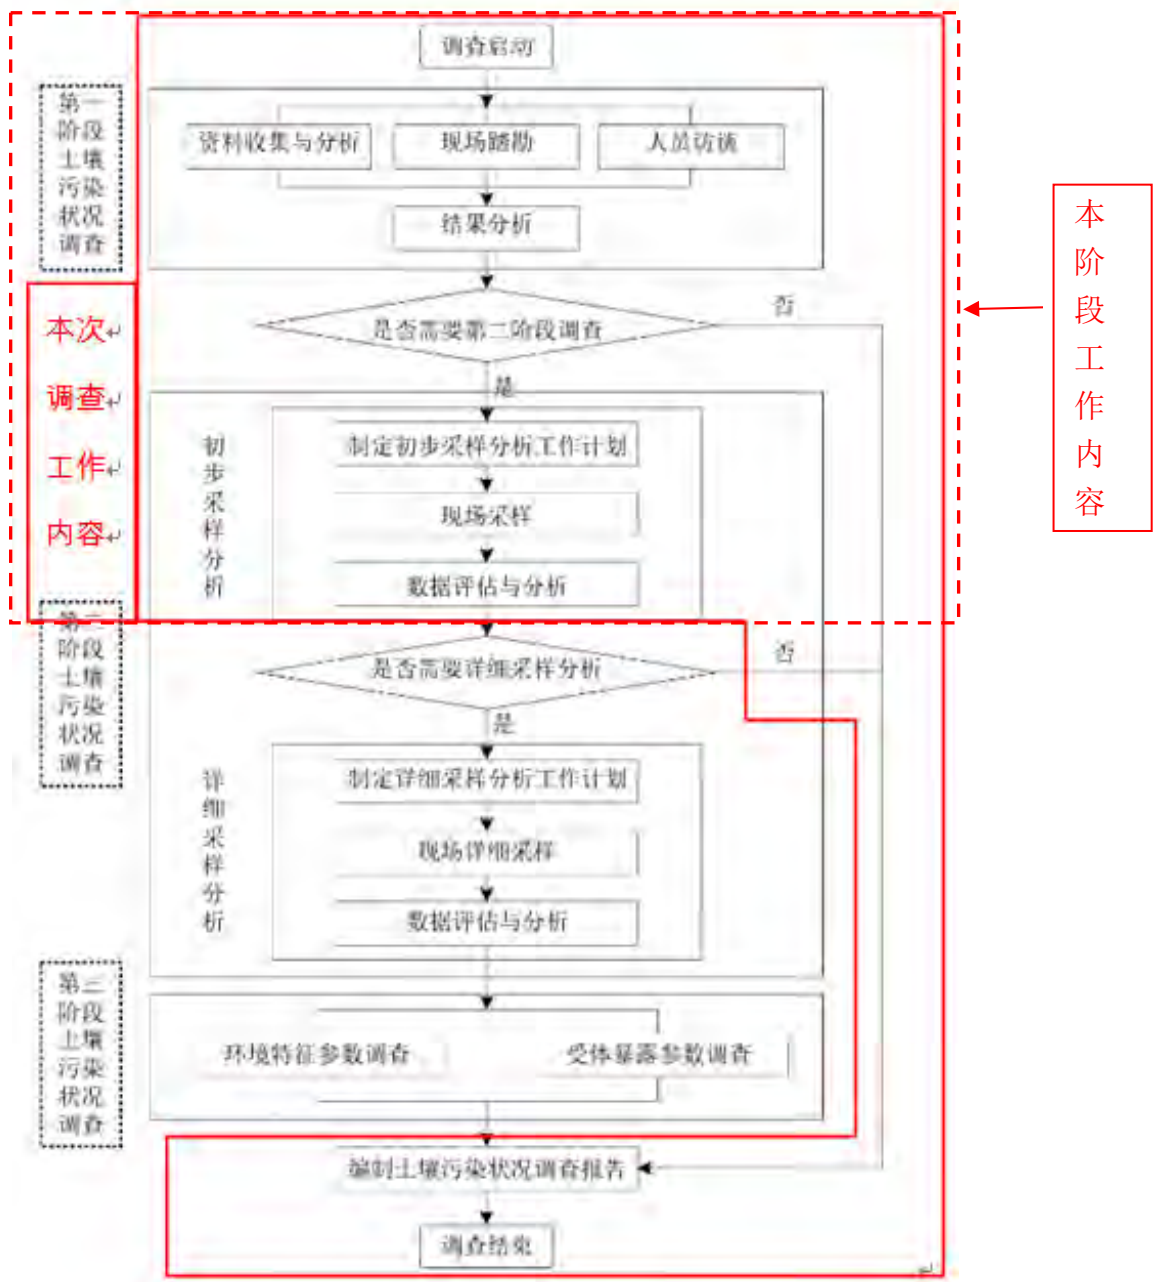 调查启动
第一
阶段
土壤
污染
状况
调查
资料收集与分析
现场踏勘
人员访谈
结果分析
是否需要第二阶段调查
否
是
本次
调查
工作
内容
本
阶
段
工
作
内
容
初
步
采
样
分
析
制定初步采样分析工作计划
现场采样
数据评估与分析
第二
阶段
土壤
污染
状况
调查
是否需要详细采样分析
否
是
详
细
采
样
分
析
制定详细采样分析工作计划
现场详细采样
数据评估与分析
第三
阶段
土壤
污染
状况
调查
环境特征参数调查
受体暴露参数调查
编制土壤污染状况调查报告
调查结束